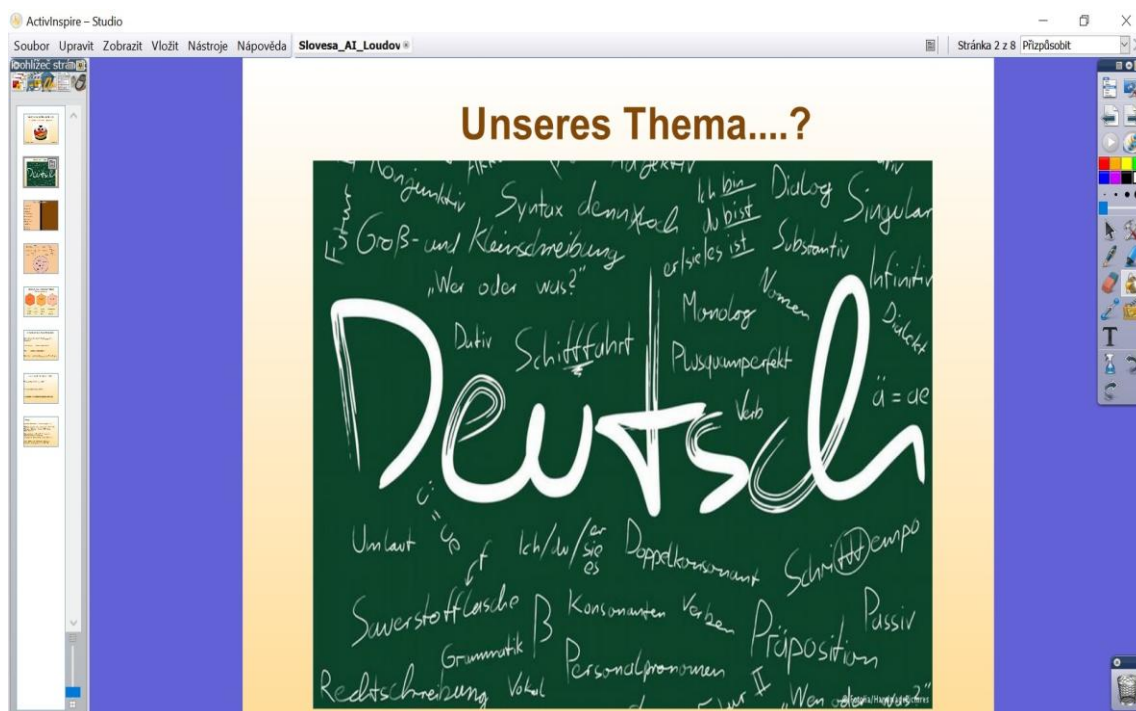 ActivInspire – Studio
Soubor Upravit Zobrazit Vložit Nástroje Nápověda Slovesa_AI_Loudov Stránka 2 z 8 Přizpůsobit
Unseres Thema....?
Konjunktiv
Futur
Syntax
Ich bin
du bist
er/sie/es ist
Dialog
Singular
Groß- und Kleinschreibung
Substantiv
Infinitiv
„Wer oder was?"
Nomen
Monolog
Dialekt
Dativ
Schifffahrt
Plusquamperfekt
ä = ae
Verb
Deutsch
Umlaut
Ich/du/er
sie
es
Doppelkonsonant
Schritttempo
f
Sauerstoffflasche
ß
Konsonanten
Verben
Präposition
Passiv
Grammatik
Personalpronomen
Rechtschreibung
Vokal
II
T